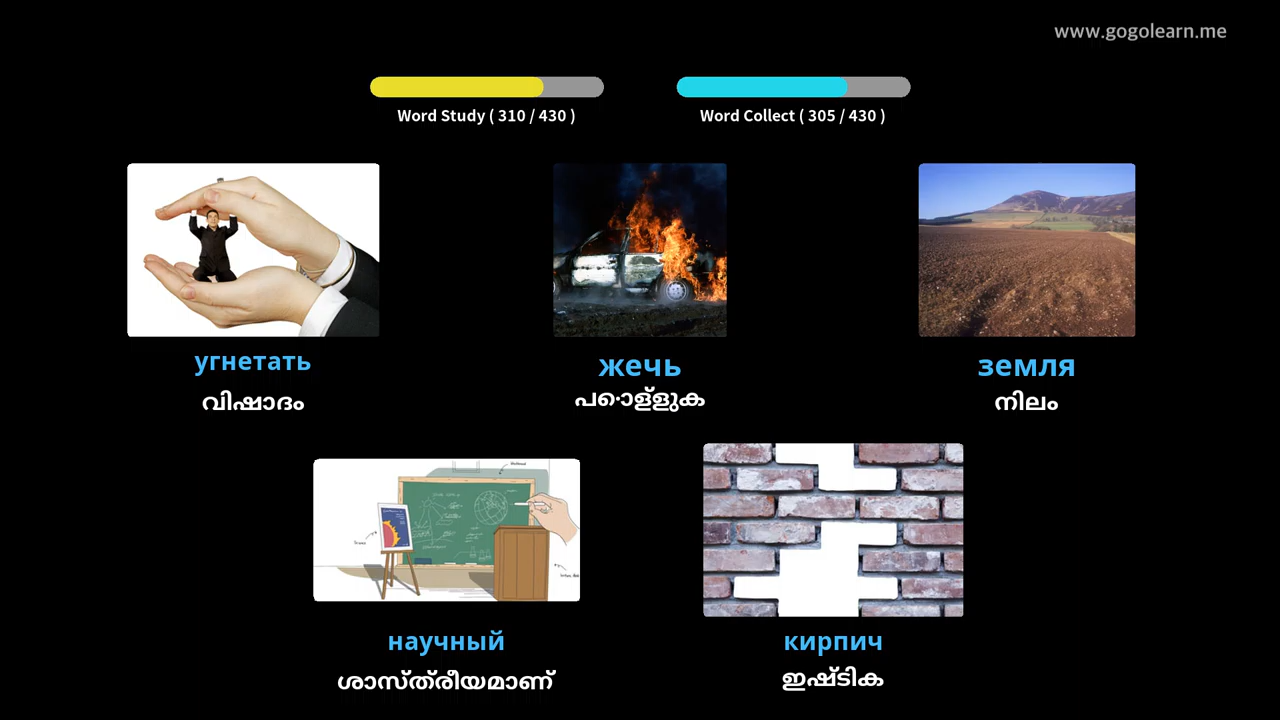 www.gogolearn.me
Word Study ( 310 / 430 )
Word Collect ( 305 / 430 )
угнетать
жечь
земля
വിഷാദം
പൊള്ളുക
നിലം
научный
кирпич
ശാസ്ത്രീയമാണ്
ഇഷ്ടിക